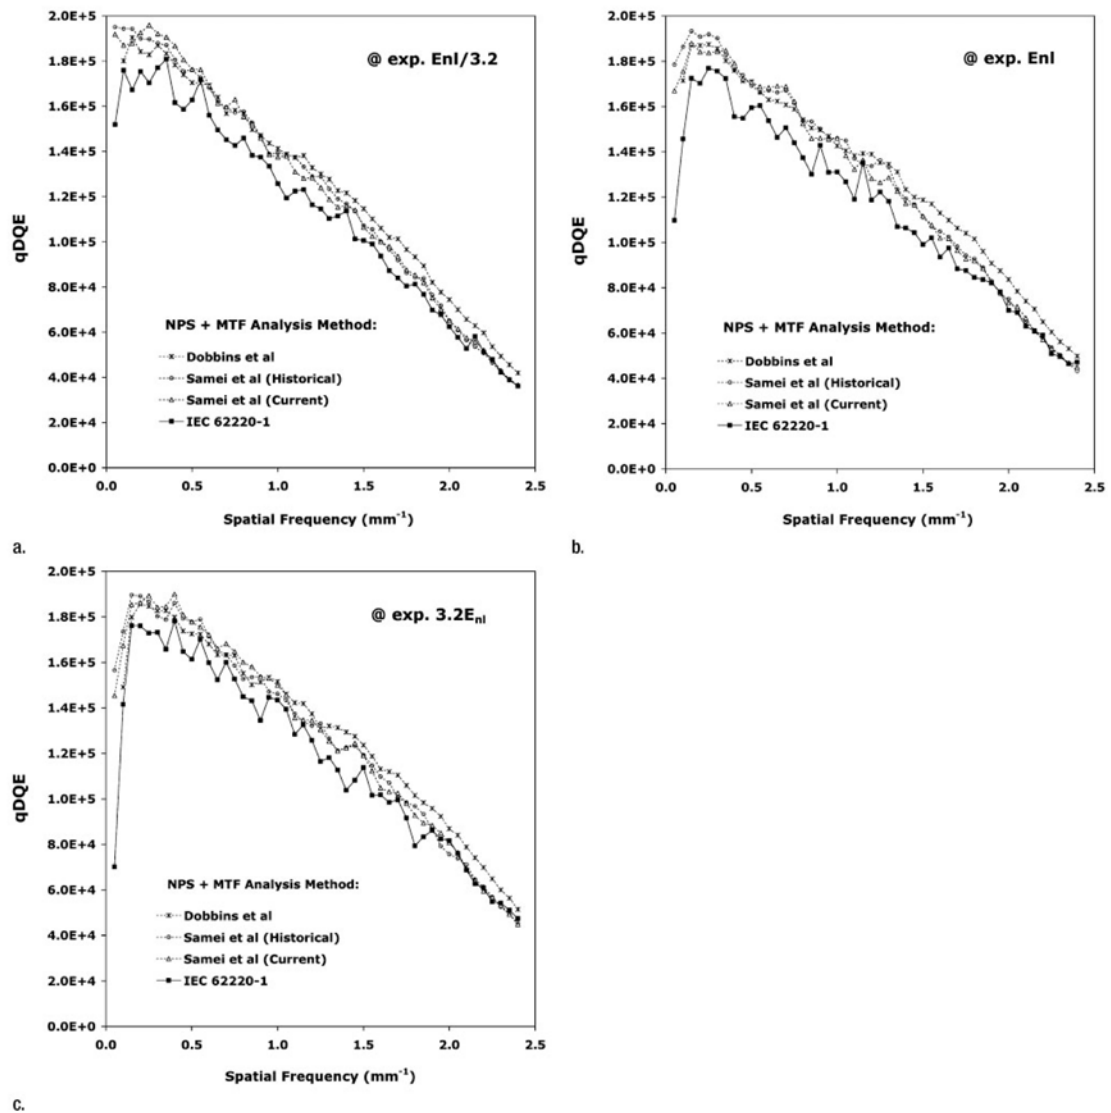 2.0E+5
@ exp. Enl/3.2
1.8E+5
1.6E+5
1.4E+5
1.2E+5
1.0E+5
8.0E+4
6.0E+4
4.0E+4
2.0E+4
0.0E+0
qDQE
NPS + MTF Analysis Method:
Dobbins et al
Samei et al (Historical)
Samei et al (Current)
IEC 62220-1
0.0 0.5 1.0 1.5 2.0 2.5
Spatial Frequency (mm⁻¹)
a.
2.0E+5
@ exp. Enl
1.8E+5
1.6E+5
1.4E+5
1.2E+5
1.0E+5
8.0E+4
6.0E+4
4.0E+4
2.0E+4
0.0E+0
qDQE
NPS + MTF Analysis Method:
Dobbins et al
Samei et al (Historical)
Samei et al (Current)
IEC 62220-1
0.0 0.5 1.0 1.5 2.0 2.5
Spatial Frequency (mm⁻¹)
b.
2.0E+5
@ exp. 3.2Eₙₗ
1.8E+5
1.6E+5
1.4E+5
1.2E+5
1.0E+5
8.0E+4
6.0E+4
4.0E+4
2.0E+4
0.0E+0
qDQE
NPS + MTF Analysis Method:
Dobbins et al
Samei et al (Historical)
Samei et al (Current)
IEC 62220-1
0.0 0.5 1.0 1.5 2.0 2.5
Spatial Frequency (mm⁻¹)
c.